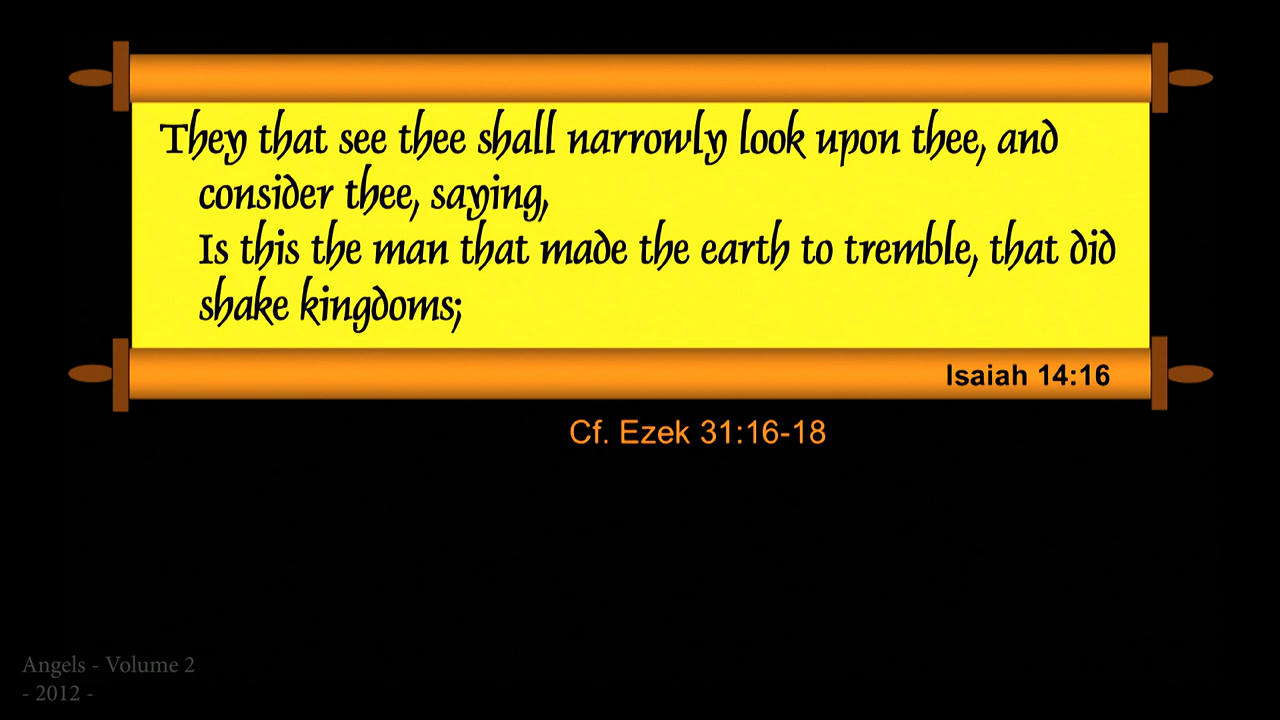 They that see thee shall narrowly look upon thee, and
consider thee, saying,
Is this the man that made the earth to tremble, that did
shake kingdoms;
Isaiah 14:16
Cf. Ezek 31:16-18
Angels - Volume 2
- 2012 -